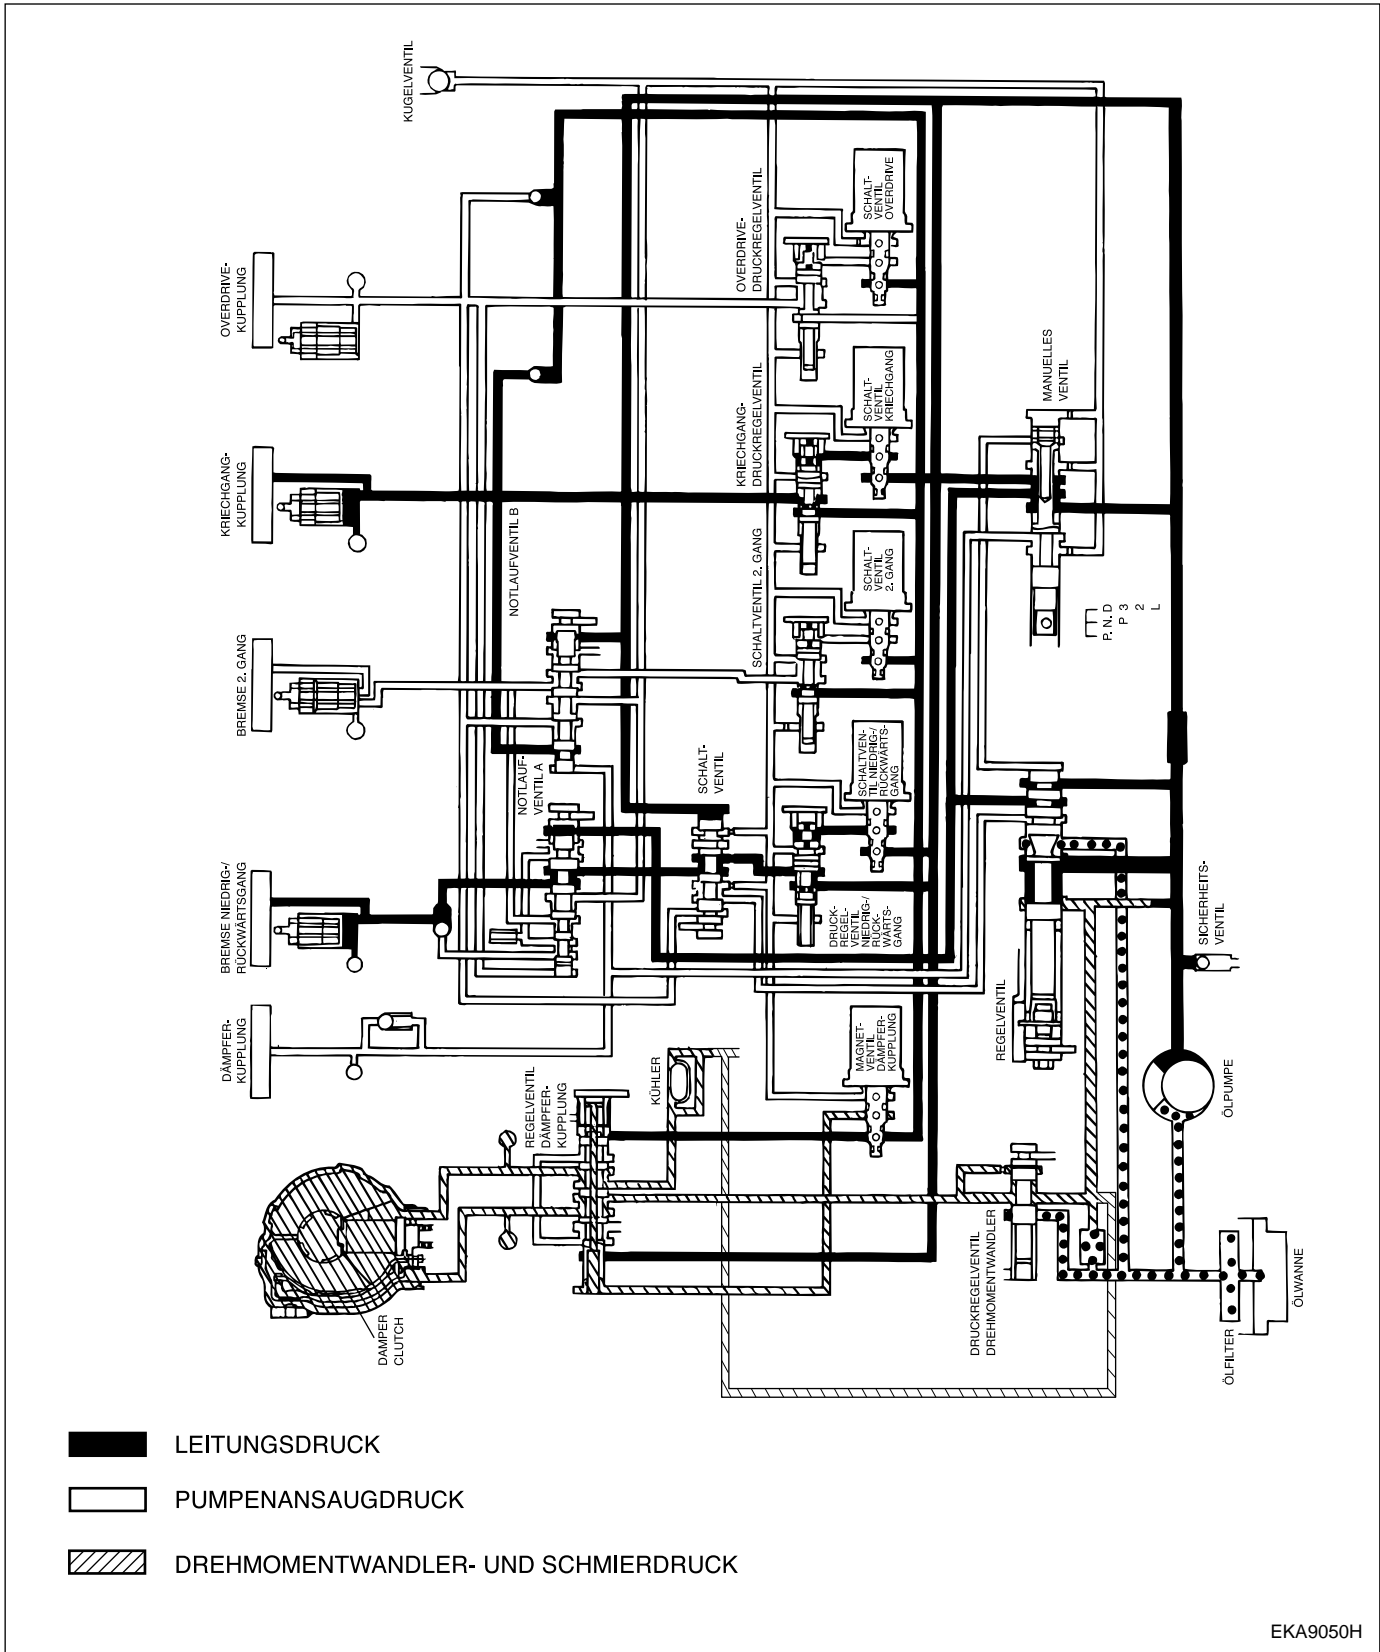 KUGELVENTIL
OVERDRIVE-
KUPPLUNG
KRIECHGANG-
KUPPLUNG
BREMSE 2. GANG
BREMSE NIEDRIG-/
RÜCKWÄRTSGANG
DÄMPFER-
KUPPLUNG
DAMPER
CLUTCH
NOTLAUFVENTIL B
NOTLAUF-
VENTIL A
REGELVENTIL
DÄMPFER-
KUPPLUNG
KÜHLER
SCHALT-
VENTIL
OVERDRIVE-
DRUCKREGELVENTIL
KRIECHGANG-
DRUCKREGELVENTIL
SCHALTVENTIL 2. GANG
DRUCK-
REGEL-
VENTIL
NIEDRIG-/
RÜCK-
WÄRTS-
GANG
SCHALT-
VENTIL
OVERDRIVE
SCHALT-
VENTIL
KRIECHGANG
SCHALT-
VENTIL
2. GANG
SCHALTVEN-
TIL NIEDRIG-/
RÜCKWÄRTS-
GANG
MAGNET-
VENTIL
DÄMPFER-
KUPPLUNG
MANUELLES
VENTIL
P. N. D
P 3
2
L
REGELVENTIL
DRUCKREGELVENTIL
DREHMOMENTWANDLER
SICHERHEITS-
VENTIL
ÖLPUMPE
ÖLFILTER
ÖLWANNE
LEITUNGSDRUCK
PUMPENANSAUGDRUCK
DREHMOMENTWANDLER- UND SCHMIERDRUCK
EKA9050H